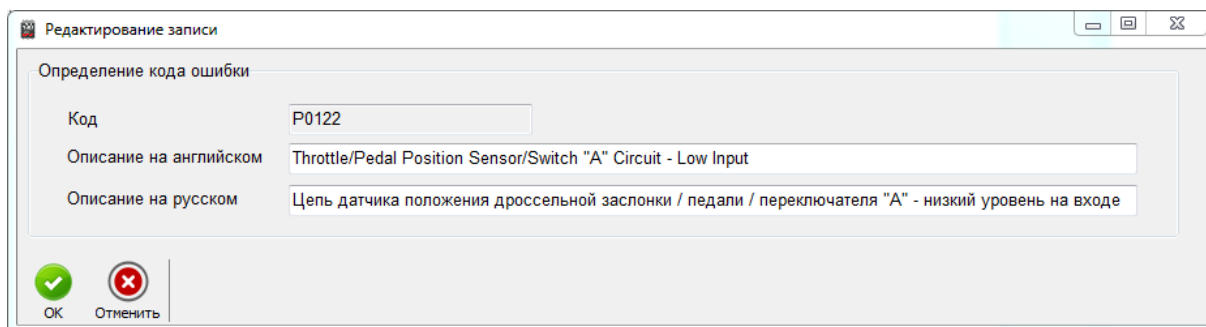 Редактирование записи
Определение кода ошибки
Код P0122
Описание на английском Throttle/Pedal Position Sensor/Switch "A" Circuit - Low Input
Описание на русском Цепь датчика положения дроссельной заслонки / педали / переключателя "А" - низкий уровень на входе
OK Отменить